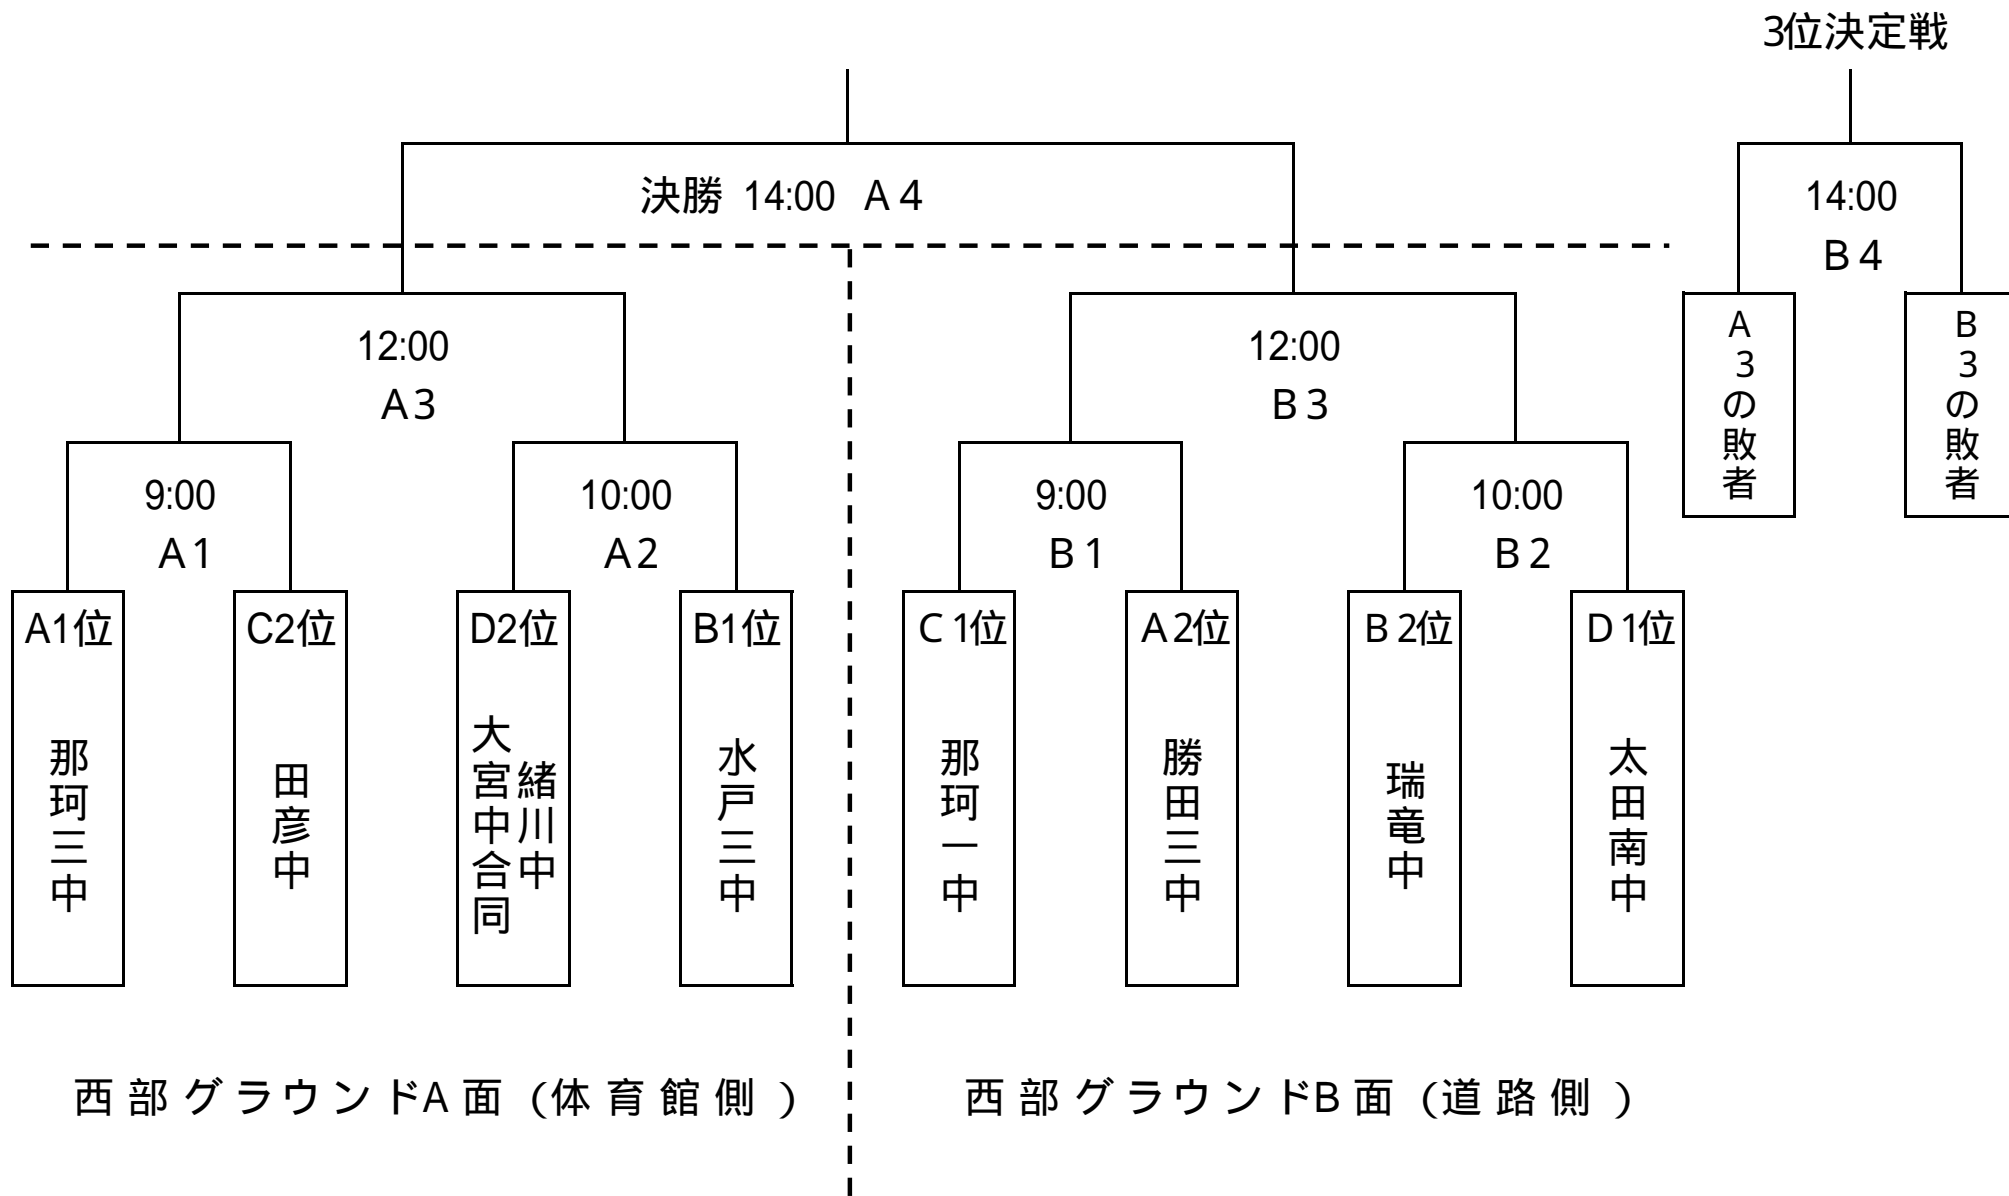 3位決定戦
決勝 14:00 A4
14:00
B4
12:00
A3
12:00
B3
A3の敗者
B3の敗者
9:00
A1
10:00
A2
9:00
B1
10:00
B2
A1位
C2位
D2位
B1位
C1位
A2位
B2位
D1位
那珂三中
田彦中
緒川中
大宮中合同
水戸三中
那珂一中
勝田三中
瑞竜中
太田南中
西部グラウンドA面(体育館側)
西部グラウンドB面(道路側)